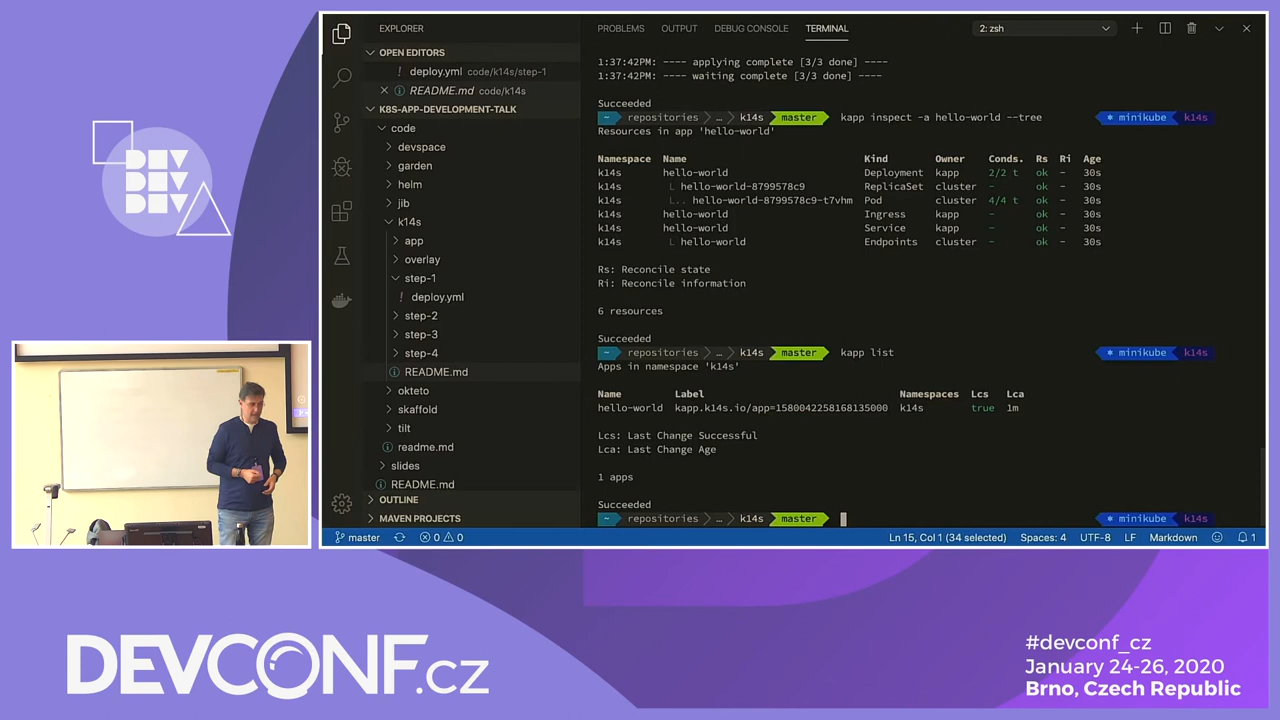 DEV
DEV
DEV
EXPLORER
OPEN EDITORS
! deploy.yml code/k14s/step-1
README.md code/k14s
K8S-APP-DEVELOPMENT-TALK
code
devspace
garden
helm
jib
k14s
app
overlay
step-1
! deploy.yml
step-2
step-3
step-4
README.md
okteto
skaffold
tilt
readme.md
slides
README.md
OUTLINE
MAVEN PROJECTS
PROBLEMS OUTPUT DEBUG CONSOLE TERMINAL 2: zsh
1:37:42PM: ---- applying complete [3/3 done] ----
1:37:42PM: ---- waiting complete [3/3 done] ----
Succeeded
~ repositories … k14s master kapp inspect -a hello-world --tree minikube k14s
Resources in app 'hello-world'
Namespace Name Kind Owner Conds. Rs Ri Age
k14s hello-world Deployment kapp 2/2 t ok - 30s
k14s L hello-world-8799578c9 ReplicaSet cluster - ok - 30s
k14s L.. hello-world-8799578c9-t7vhm Pod cluster 4/4 t ok - 30s
k14s hello-world Ingress kapp - ok - 30s
k14s hello-world Service kapp - ok - 30s
k14s L hello-world Endpoints cluster - ok - 30s
Rs: Reconcile state
Ri: Reconcile information
6 resources
Succeeded
~ repositories … k14s master kapp list minikube k14s
Apps in namespace 'k14s'
Name Label Namespaces Lcs Lca
hello-world kapp.k14s.io/app=1580042258168135000 k14s true 1m
Lcs: Last Change Successful
Lca: Last Change Age
1 apps
Succeeded
~ repositories … k14s master minikube k14s
master 0 0 Ln 15, Col 1 (34 selected) Spaces: 4 UTF-8 LF Markdown 1
DEVCONF.cz
#devconf_cz
January 24-26, 2020
Brno, Czech Republic